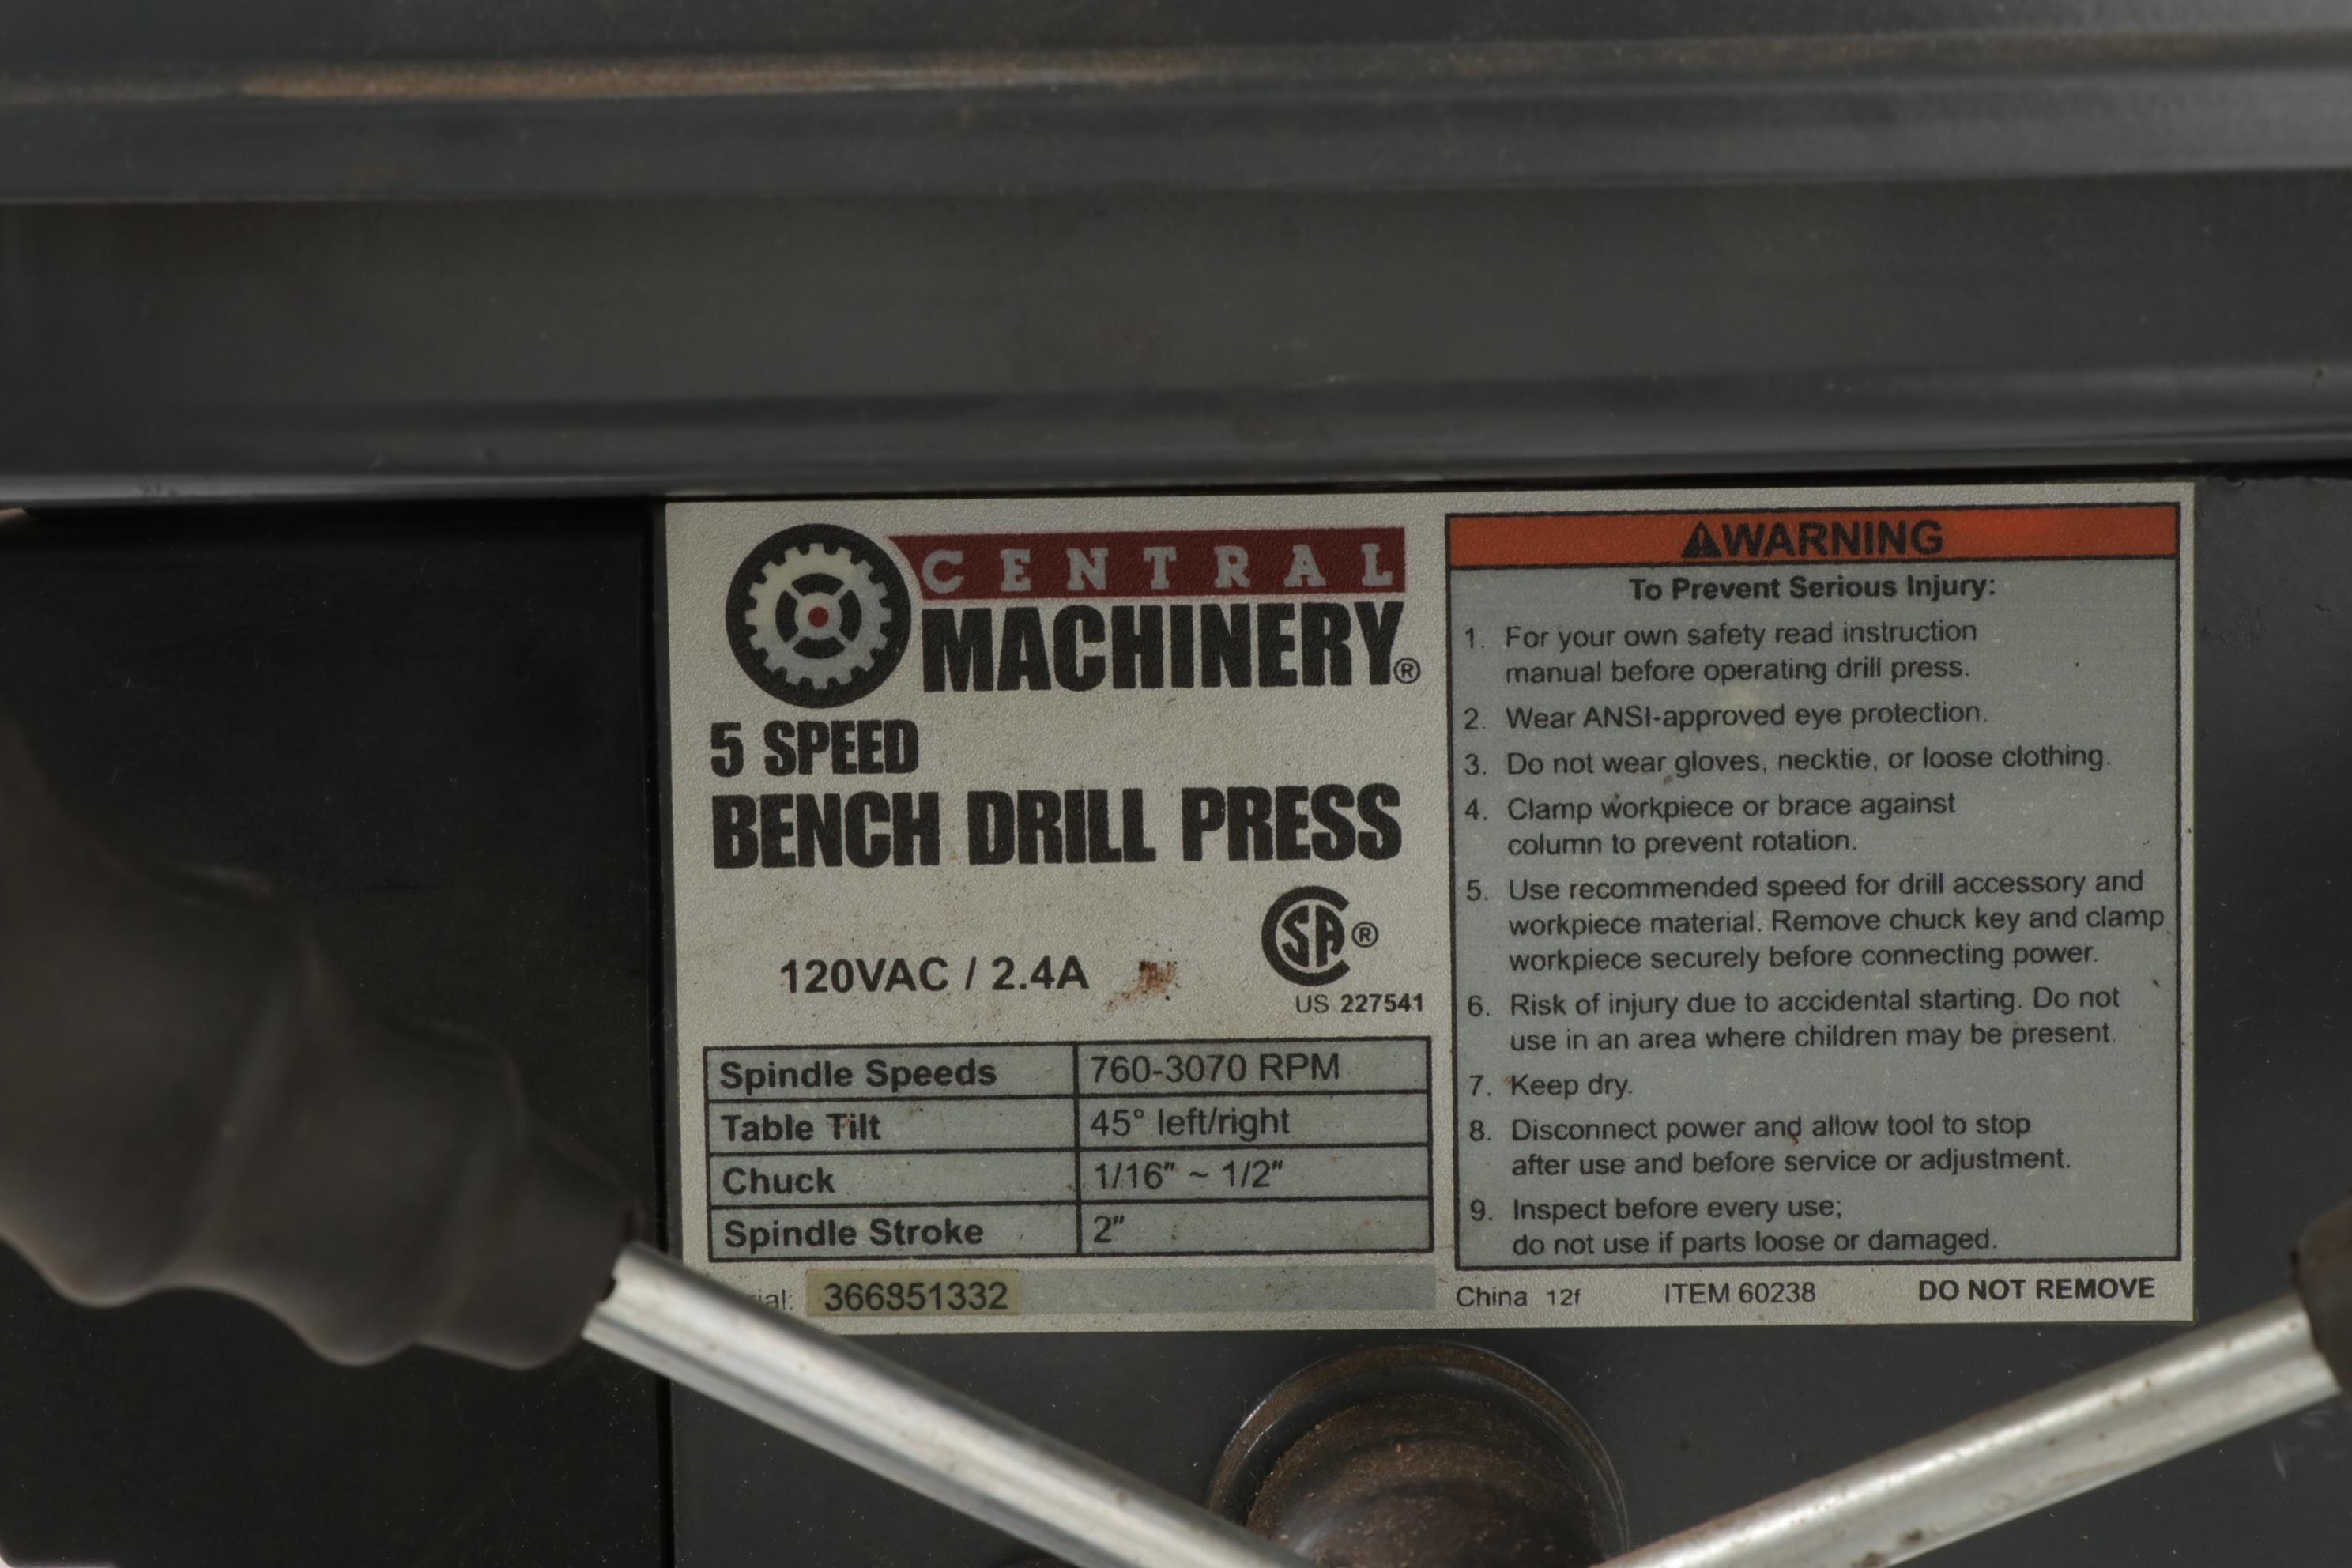 CENTRAL
MACHINERY®
5 SPEED
BENCH DRILL PRESS
120VAC / 2.4A
SA®
US 227541
Spindle Speeds 760-3070 RPM
Table Tilt 45° left/right
Chuck 1/16" ~ 1/2"
Spindle Stroke 2"
ial: 366851332
⚠WARNING
To Prevent Serious Injury:
1. For your own safety read instruction
manual before operating drill press.
2. Wear ANSI-approved eye protection.
3. Do not wear gloves, necktie, or loose clothing.
4. Clamp workpiece or brace against
column to prevent rotation.
5. Use recommended speed for drill accessory and
workpiece material. Remove chuck key and clamp
workpiece securely before connecting power.
6. Risk of injury due to accidental starting. Do not
use in an area where children may be present.
7. Keep dry.
8. Disconnect power and allow tool to stop
after use and before service or adjustment.
9. Inspect before every use;
do not use if parts loose or damaged.
China 12f ITEM 60238 DO NOT REMOVE